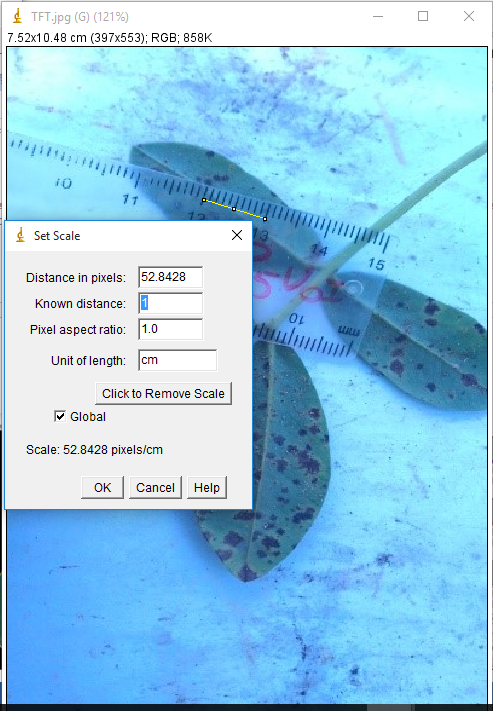 TFT.jpg (G) (121%)
7.52x10.48 cm (397x553); RGB; 858K
10
11
12
13
14
15
Set Scale
Distance in pixels: 52.8428
Known distance: 1
Pixel aspect ratio: 1.0
Unit of length: cm
Click to Remove Scale
Global
Scale: 52.8428 pixels/cm
OK Cancel Help
10
mm